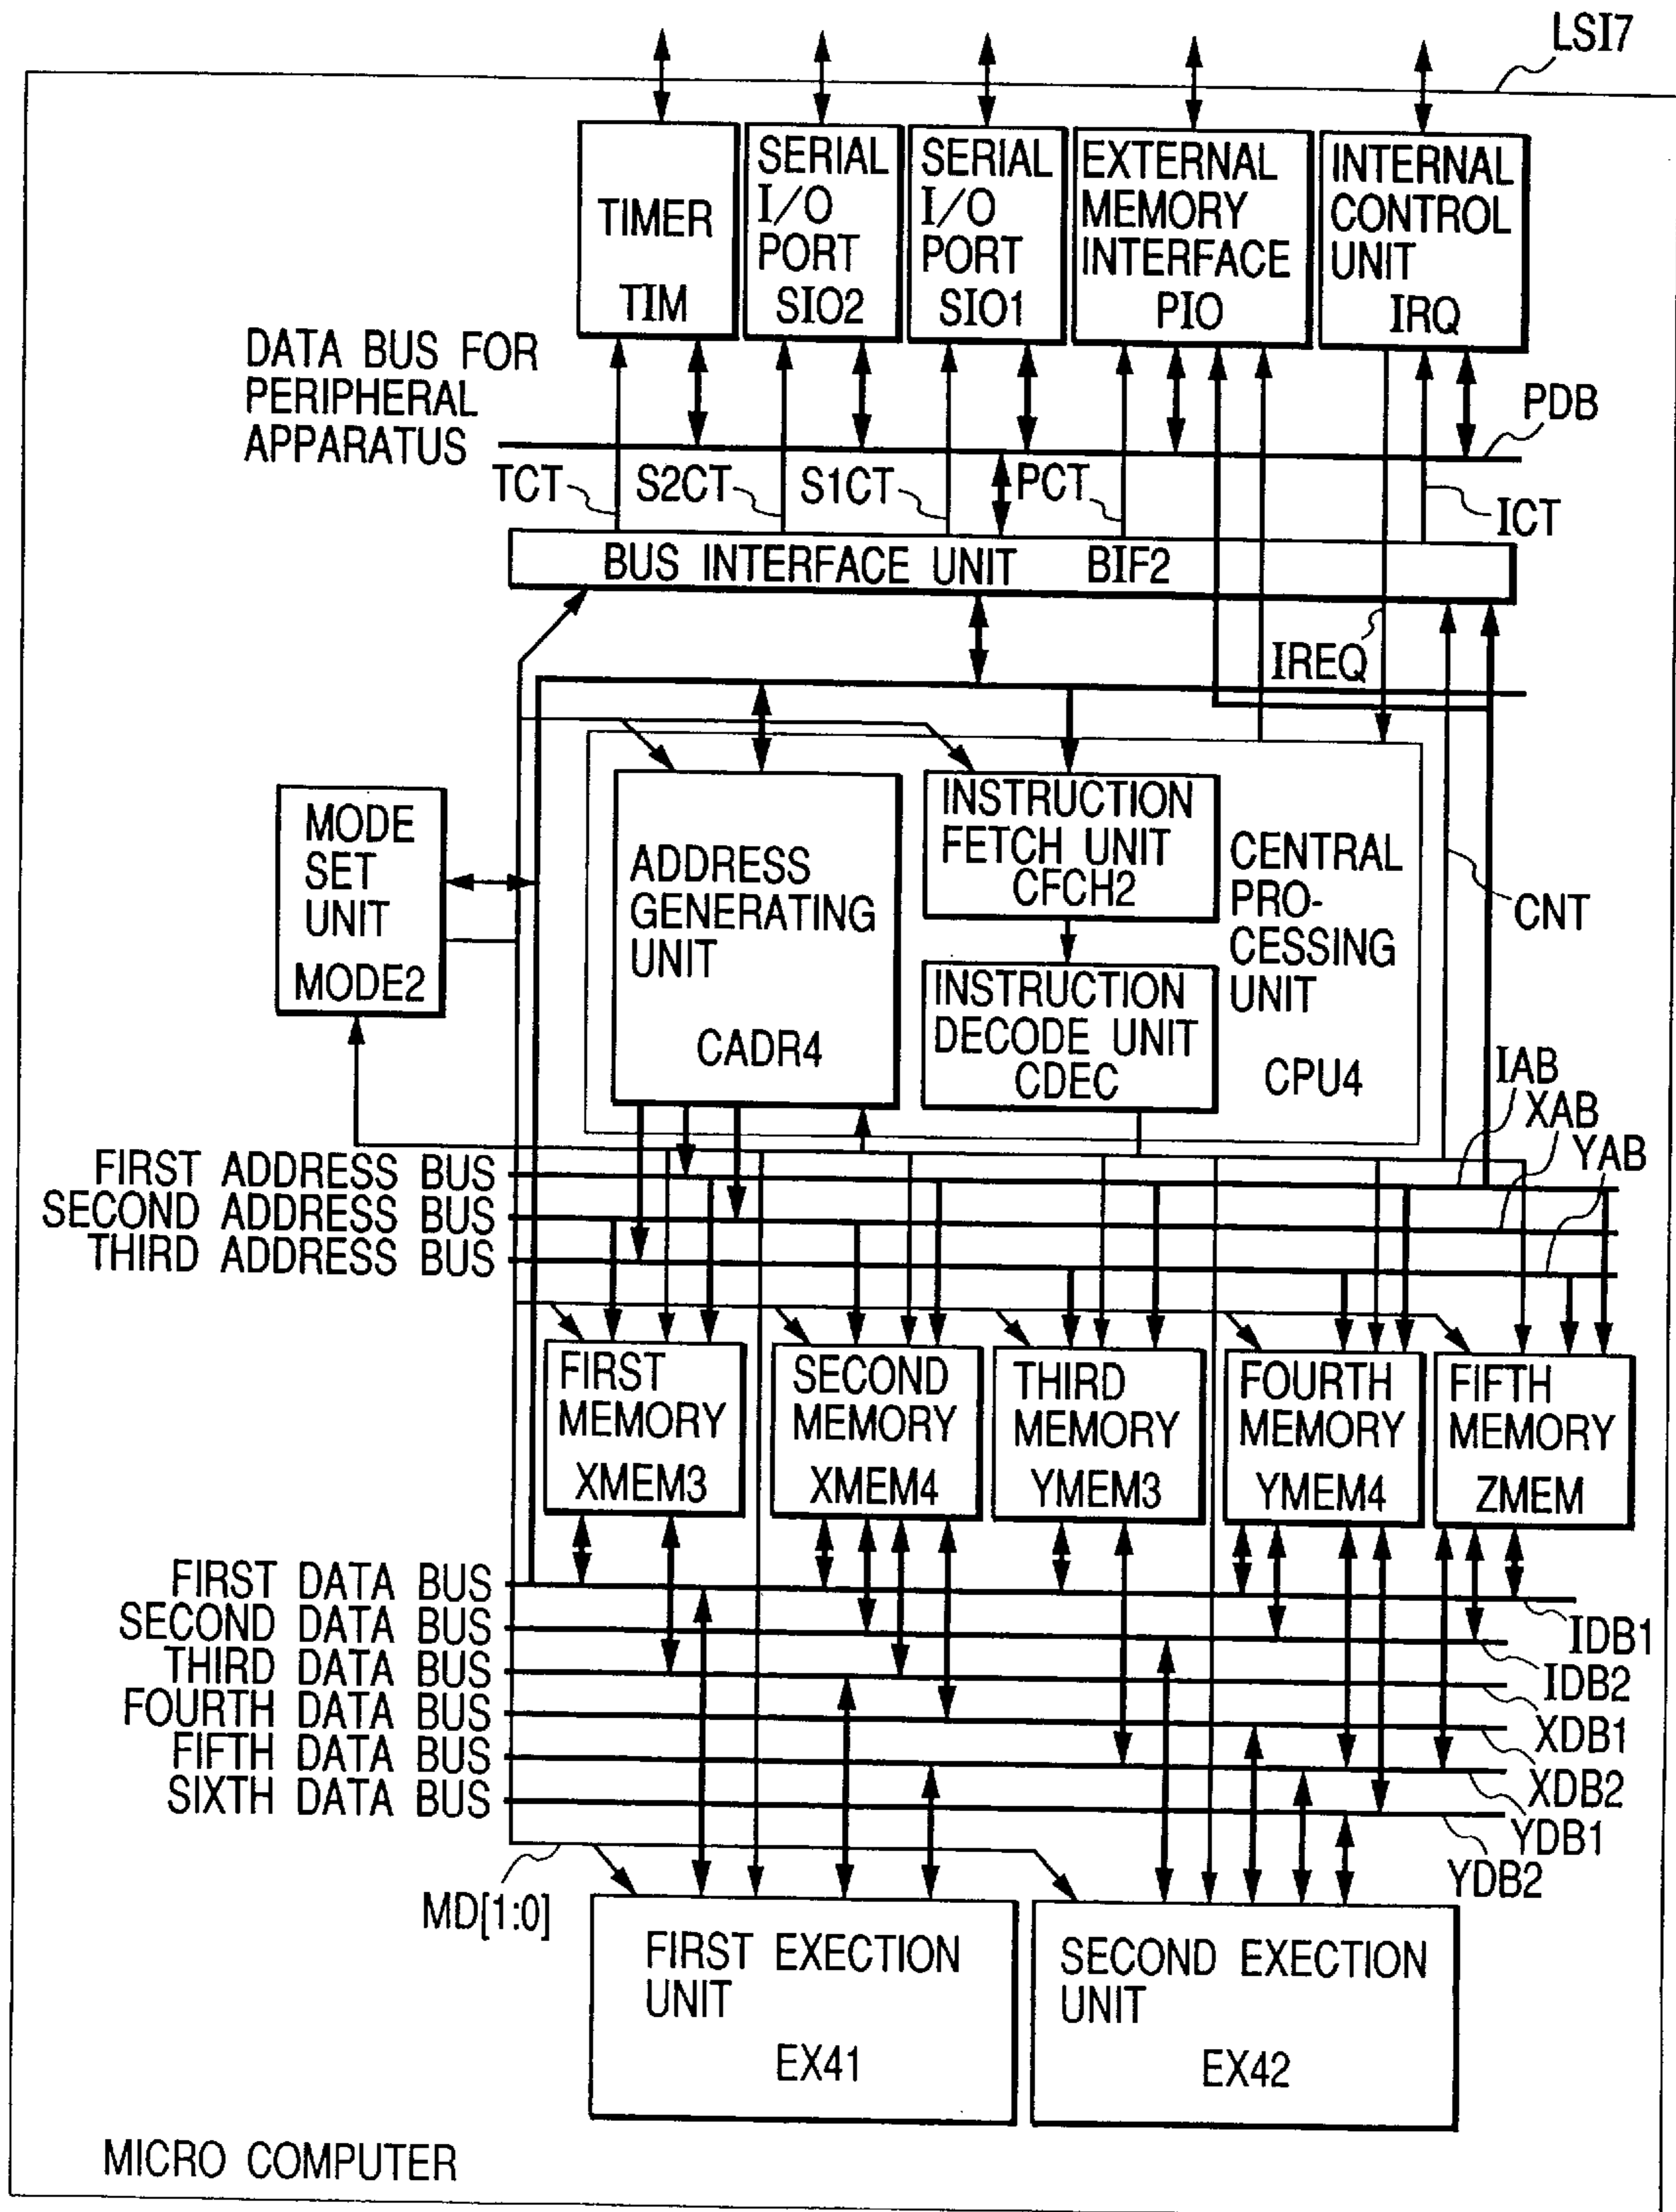 LSI7
TIMER
TIM
SERIAL
I/O
PORT
SIO2
SERIAL
I/O
PORT
SIO1
EXTERNAL
MEMORY
INTERFACE
PIO
INTERNAL
CONTROL
UNIT
IRQ
DATA BUS FOR
PERIPHERAL
APPARATUS
PDB
TCT
S2CT
S1CT
PCT
ICT
BUS INTERFACE UNIT BIF2
IREQ
MODE
SET
UNIT
MODE2
ADDRESS
GENERATING
UNIT
CADR4
INSTRUCTION
FETCH UNIT
CFCH2
INSTRUCTION
DECODE UNIT
CDEC
CENTRAL
PRO-
CESSING
UNIT
CPU4
CNT
IAB
XAB
YAB
FIRST ADDRESS BUS
SECOND ADDRESS BUS
THIRD ADDRESS BUS
FIRST
MEMORY
XMEM3
SECOND
MEMORY
XMEM4
THIRD
MEMORY
YMEM3
FOURTH
MEMORY
YMEM4
FIFTH
MEMORY
ZMEM
FIRST DATA BUS
SECOND DATA BUS
THIRD DATA BUS
FOURTH DATA BUS
FIFTH DATA BUS
SIXTH DATA BUS
IDB1
IDB2
XDB1
XDB2
YDB1
YDB2
MD[1:0]
FIRST EXECTION
UNIT
EX41
SECOND EXECTION
UNIT
EX42
MICRO COMPUTER